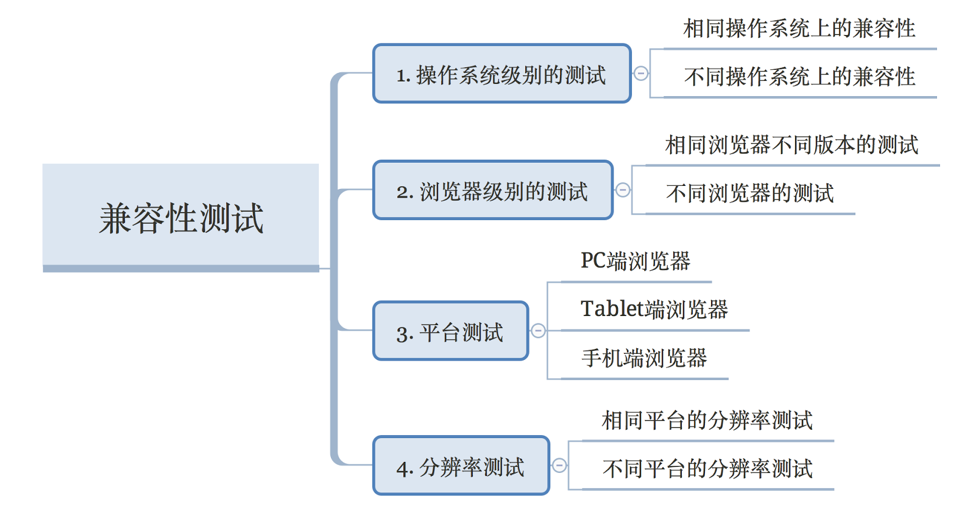 兼容性测试
1. 操作系统级别的测试
相同操作系统上的兼容性
不同操作系统上的兼容性
2. 浏览器级别的测试
相同浏览器不同版本的测试
不同浏览器的测试
3. 平台测试
PC端浏览器
Tablet端浏览器
手机端浏览器
4. 分辨率测试
相同平台的分辨率测试
不同平台的分辨率测试